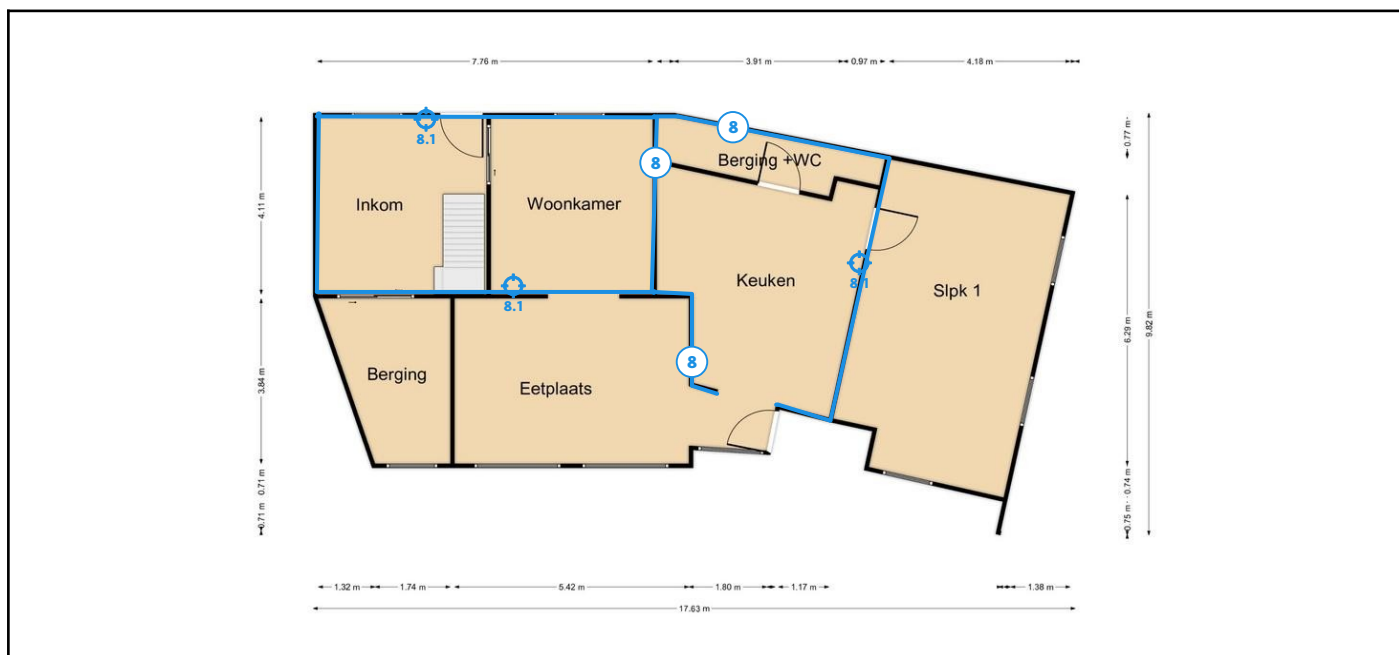 7.76 m
3.91 m
0.97 m
4.18 m
8.1
8
8
Berging +WC
0.77 m
Inkom
Woonkamer
4.11 m
Keuken
8.1
Slpk 1
8.1
6.29 m
9.82 m
8
Berging
Eetplaats
3.84 m
0.71 m
0.71 m
0.74 m
0.75 m
1.32 m
1.74 m
5.42 m
1.80 m
1.17 m
1.38 m
17.63 m